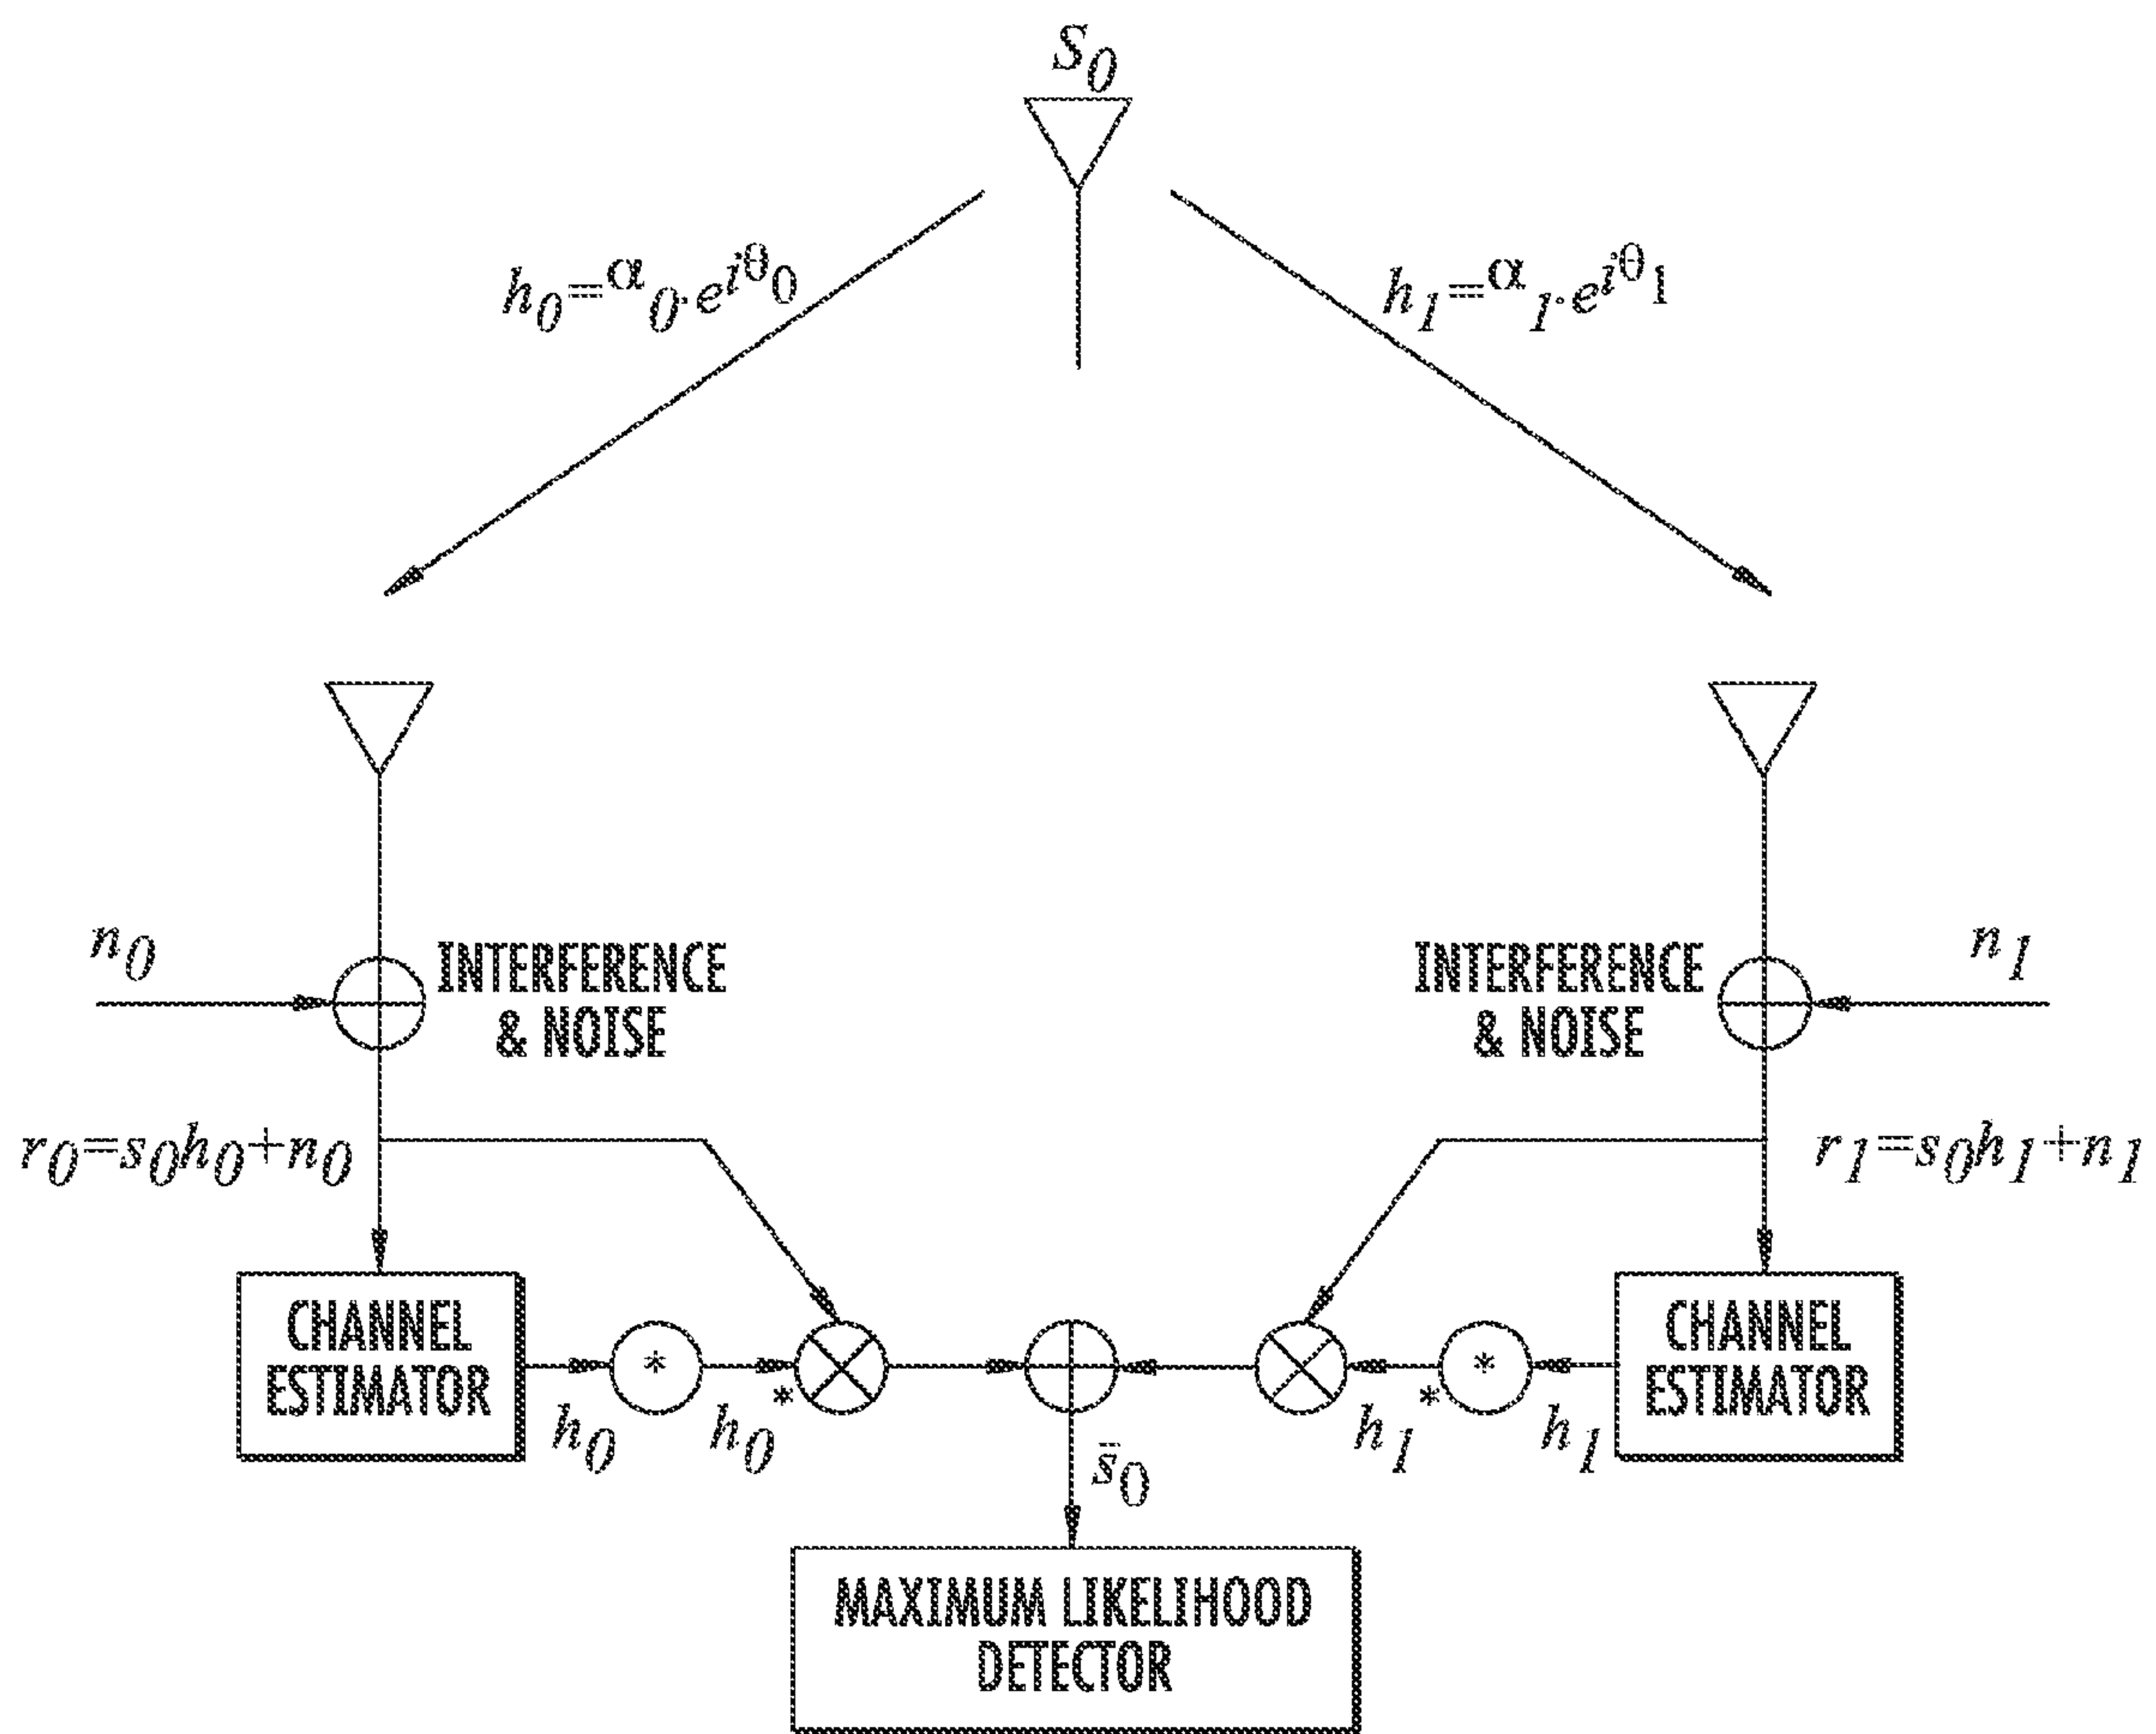 S₀
h₀=α₀.e^iθ₀
h₁=α₁.e^iθ₁
n₀
INTERFERENCE
& NOISE
INTERFERENCE
& NOISE
n₁
r₀=s₀h₀+n₀
r₁=s₀h₁+n₁
CHANNEL
ESTIMATOR
*
*
CHANNEL
ESTIMATOR
h₀
h₀*
h₁*
h₁
s̄₀
MAXIMUM LIKELIHOOD
DETECTOR